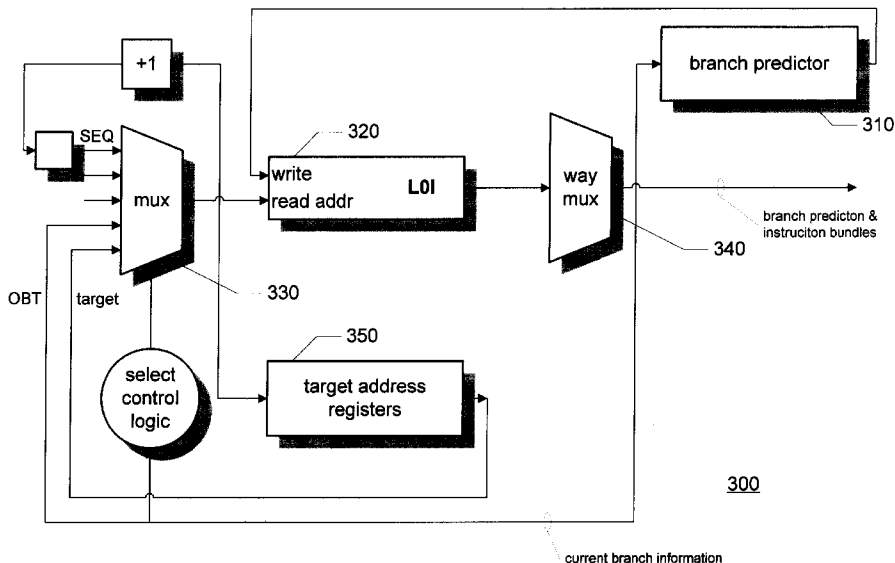 +1
branch predictor
310
SEQ
320
mux
write
read addr
L0I
way
mux
branch predicton &
instruciton bundles
340
330
OBT
target
350
select
control
logic
target address
registers
300
current branch information